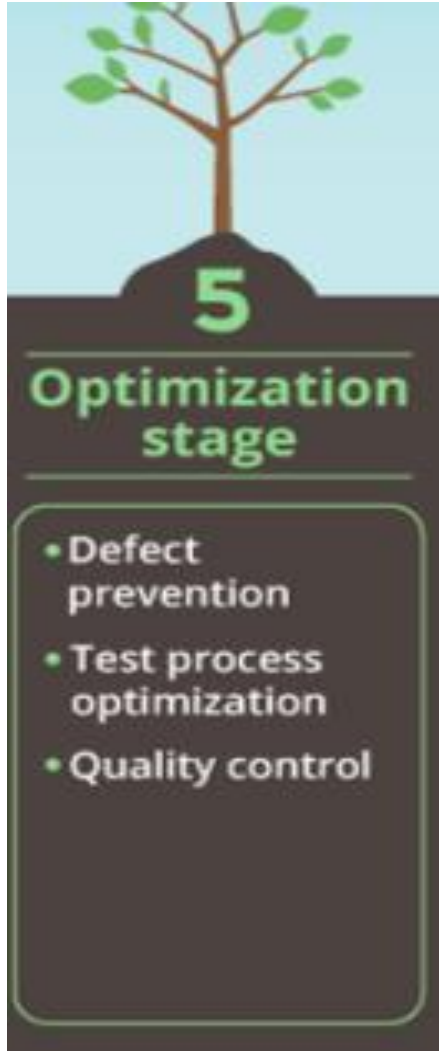 5
Optimization
stage
• Defect
prevention
• Test process
optimization
• Quality control